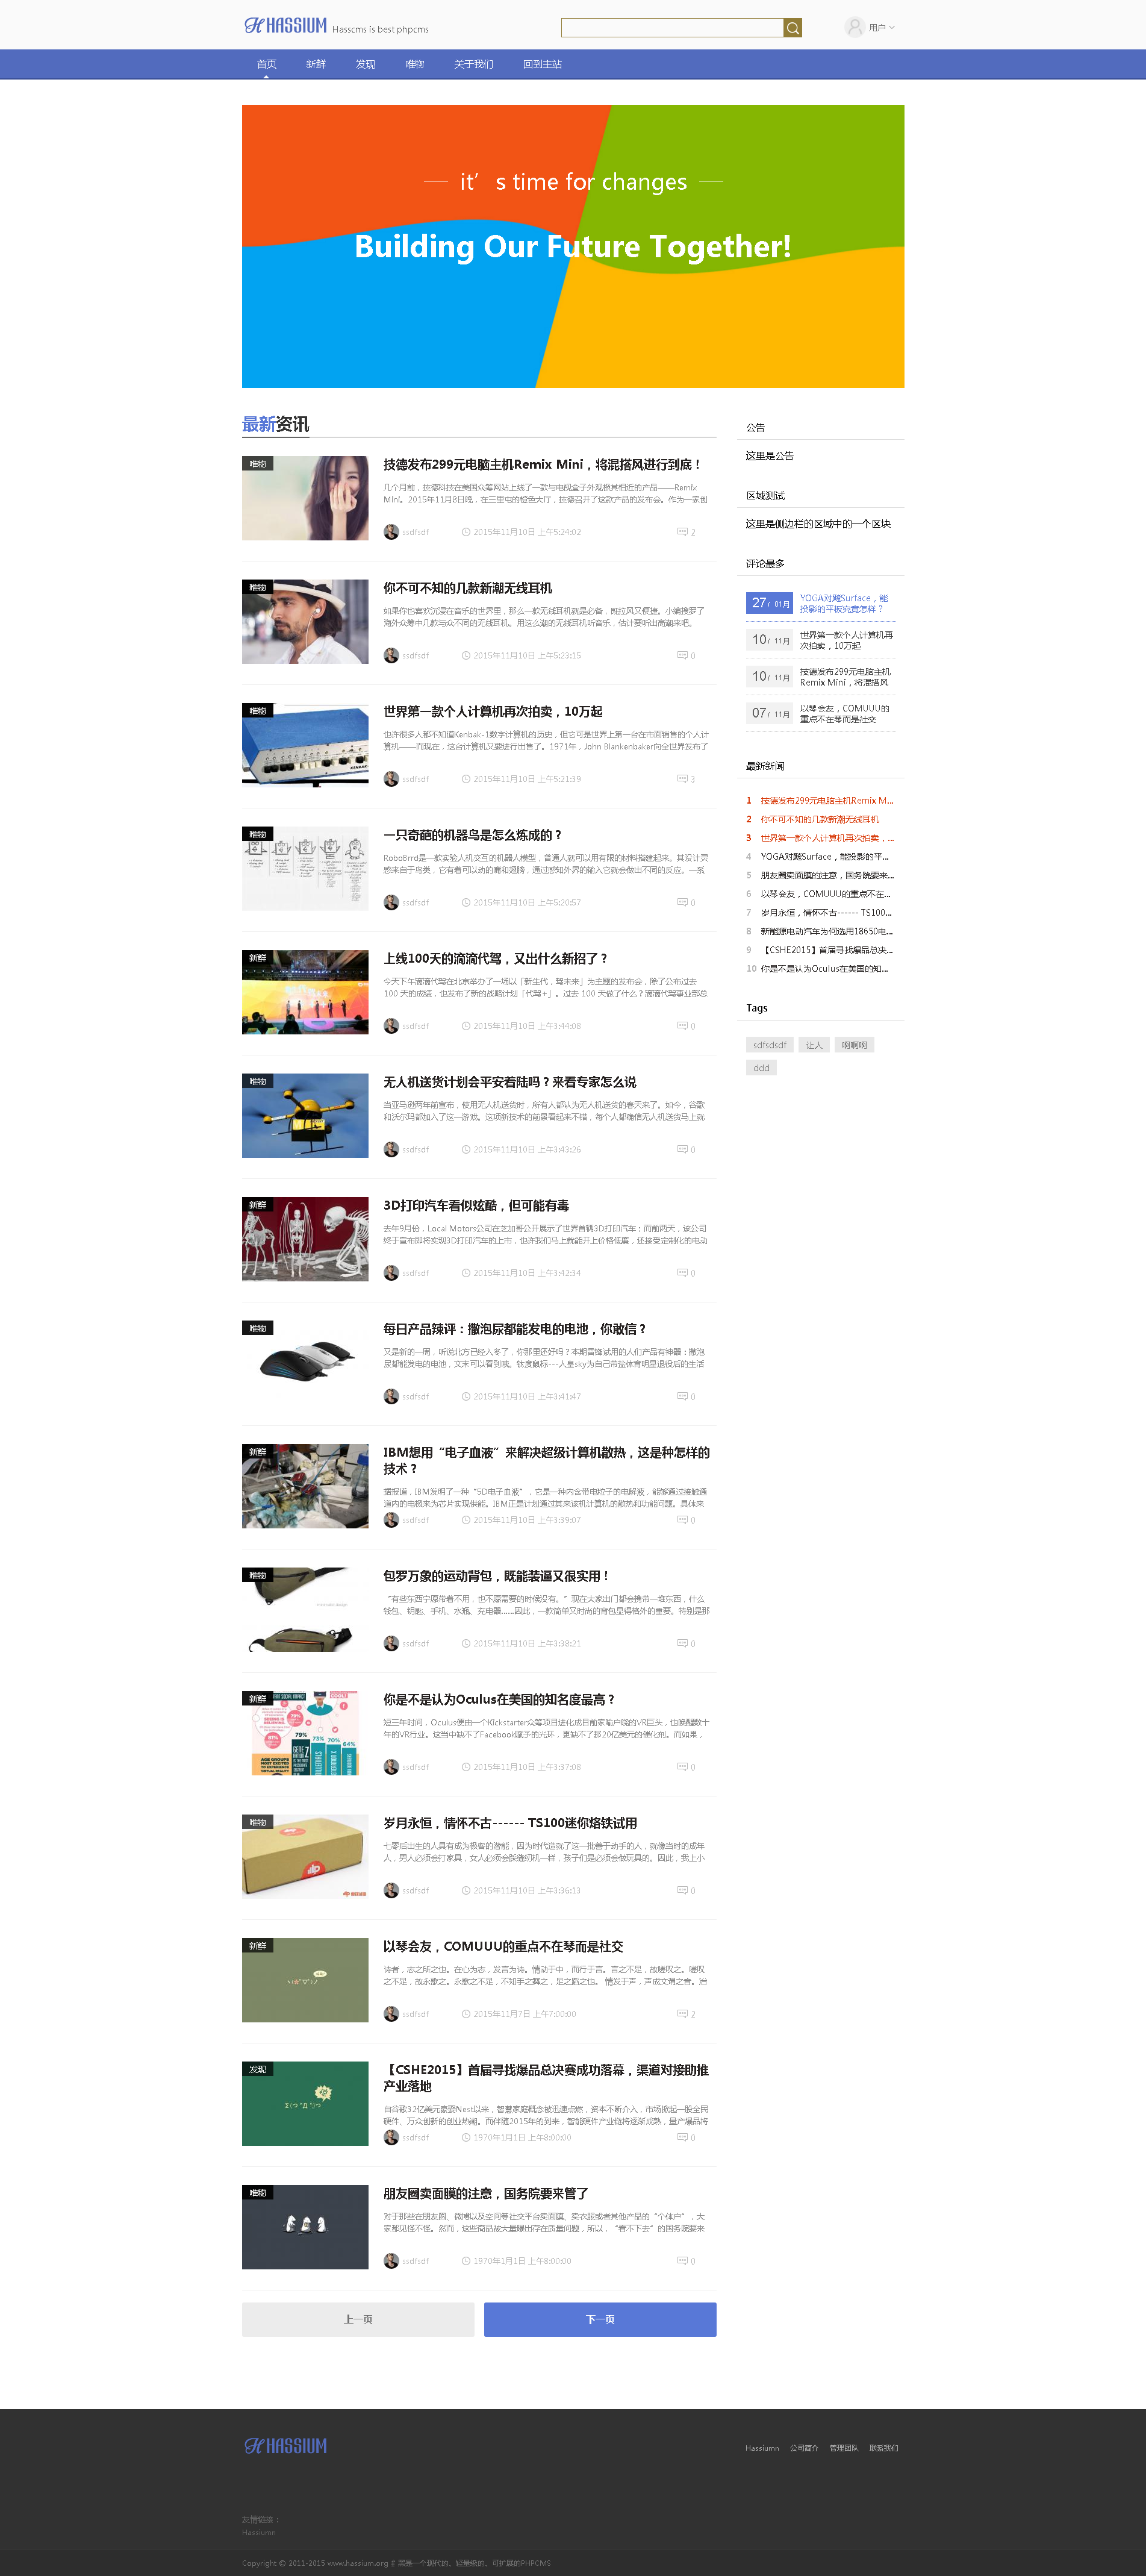 HASSIUM Hasscms is best phpcms
用户
首页 新鲜 发现 唯物 关于我们 回到主站
it’s time for changes
Building Our Future Together!
最新资讯
唯物
技德发布299元电脑主机Remix Mini，将混搭风进行到底！
几个月前，技德科技在美国众筹网站上线了一款与电视盒子外观极其相近的产品——Remix
Mini。2015年11月8日晚，在三里屯的橙色大厅，技德召开了这款产品的发布会。作为一家创
ssdfsdf 2015年11月10日 上午5:24:02 2
唯物
你不可不知的几款新潮无线耳机
如果你也喜欢沉浸在音乐的世界里，那么一款无线耳机就是必备，既拉风又便捷。小编搜罗了
海外众筹中几款与众不同的无线耳机。用这么潮的无线耳机听音乐，估计要听出高潮来吧。
ssdfsdf 2015年11月10日 上午5:23:15 0
唯物
世界第一款个人计算机再次拍卖，10万起
也许很多人都不知道Kenbak-1数字计算机的历史，但它可是世界上第一台在市面销售的个人计
算机——而现在，这台计算机又要进行出售了。1971年，John Blankenbaker向全世界发布了
ssdfsdf 2015年11月10日 上午5:21:39 3
唯物
一只奇葩的机器鸟是怎么炼成的？
RoboBrrd是一款实验人机交互的机器人模型，普通人就可以用有限的材料搭建起来。其设计灵
感来自于鸟类，它有着可以动的嘴和翅膀，通过感知外界的输入它就会做出不同的反应。一系
ssdfsdf 2015年11月10日 上午5:20:57 0
新鲜
上线100天的滴滴代驾，又出什么新招了？
今天下午滴滴代驾在北京举办了一场以「新生代，驾未来」为主题的发布会，除了公布过去
100 天的成绩，也发布了新的战略计划「代驾+」。过去 100 天做了什么？滴滴代驾事业部总
ssdfsdf 2015年11月10日 上午3:44:08 0
唯物
无人机送货计划会平安着陆吗？来看专家怎么说
当亚马逊两年前宣布，使用无人机送货时，所有人都认为无人机送货的春天来了。如今，谷歌
和沃尔玛都加入了这一游戏。这项新技术的前景看起来不错，每个人都确信无人机送货马上就
ssdfsdf 2015年11月10日 上午3:43:26 0
新鲜
3D打印汽车看似炫酷，但可能有毒
去年9月份，Local Motors公司在芝加哥公开展示了世界首辆3D打印汽车；而前两天，该公司
终于宣布即将实现3D打印汽车的上市，也许我们马上就能开上价格低廉，还接受定制化的电动
ssdfsdf 2015年11月10日 上午3:42:34 0
唯物
每日产品辣评：撒泡尿都能发电的电池，你敢信？
又是新的一周，听说北方已经入冬了，你那里还好吗？本期雷锋试用的人们产品有神器：撒泡
尿都能发电的电池，文末可以看到喊。钛度鼠标---人皇sky为自己带盐体育明星退役后的生活
ssdfsdf 2015年11月10日 上午3:41:47 0
新鲜
IBM想用“电子血液”来解决超级计算机散热，这是种怎样的
技术？
据报道，IBM发明了一种“5D电子血液”，它是一种内含带电粒子的电解液，能够通过接触通
道内的电极来为芯片实现供能。IBM正是计划通过其来该机计算机的散热和功能问题。具体来
ssdfsdf 2015年11月10日 上午3:39:07 0
唯物
包罗万象的运动背包，既能装逼又很实用！
“有些东西宁愿带着不用，也不愿需要的时候没有。”现在大家出门都会携带一堆东西，什么
钱包、钥匙、手机、水瓶、充电器……因此，一款简单又时尚的背包显得格外的重要。特别是那
ssdfsdf 2015年11月10日 上午3:38:21 0
新鲜
79% 73% 70% 64%
你是不是认为Oculus在美国的知名度最高？
短三年时间，Oculus便由一个Kickstarter众筹项目进化成目前家喻户晓的VR巨头，也唤醒数十
年的VR行业。这当中缺不了Facebook赋予的光环，更缺不了那20亿美元的催化剂。而如果，
ssdfsdf 2015年11月10日 上午3:37:08 0
唯物
岁月永恒，情怀不古------ TS100迷你烙铁试用
七零后出生的人具有成为极客的潜能，因为时代造就了这一批善于动手的人，就像当时的成年
人，男人必须会打家具，女人必须会踩缝纫机一样，孩子们是必须会做玩具的。因此，我上小
ssdfsdf 2015年11月10日 上午3:36:13 0
新鲜
以琴会友，COMUUU的重点不在琴而是社交
诗者，志之所之也。在心为志，发言为诗。情动于中，而行于言。言之不足，故嗟叹之。嗟叹
之不足，故永歌之。永歌之不足，不知手之舞之，足之蹈之也。 情发于声，声成文谓之音。治
ssdfsdf 2015年11月7日 上午7:00:00 2
发现
【CSHE2015】首届寻找爆品总决赛成功落幕，渠道对接助推
产业落地
自谷歌32亿美元豪娶Nest以来，智慧家庭概念被迅速点燃，资本不断介入，市场掀起一股全民
硬件、万众创新的创业热潮。而伴随2015年的到来，智能硬件产业链将逐渐成熟，量产爆品将
ssdfsdf 1970年1月1日 上午8:00:00 0
唯物
朋友圈卖面膜的注意，国务院要来管了
对于那些在朋友圈、微博以及空间等社交平台卖面膜、卖衣服或者其他产品的“个体户”，大
家都见怪不怪。然而，这些商品被大量曝出存在质量问题，所以，“看不下去”的国务院要来
ssdfsdf 1970年1月1日 上午8:00:00 0
上一页 下一页
公告
这里是公告
区域测试
这里是侧边栏的区域中的一个区块
评论最多
27 / 01月 YOGA对飚Surface，能
投影的平板究竟怎样？
10 / 11月 世界第一款个人计算机再
次拍卖，10万起
10 / 11月 技德发布299元电脑主机
Remix Mini，将混搭风
07 / 11月 以琴会友，COMUUU的
重点不在琴而是社交
最新新闻
1 技德发布299元电脑主机Remix M...
2 你不可不知的几款新潮无线耳机
3 世界第一款个人计算机再次拍卖，...
4 YOGA对飚Surface，能投影的平...
5 朋友圈卖面膜的注意，国务院要来...
6 以琴会友，COMUUU的重点不在...
7 岁月永恒，情怀不古------ TS100...
8 新能源电动汽车为何选用18650电...
9 【CSHE2015】首届寻找爆品总决...
10 你是不是认为Oculus在美国的知...
Tags
sdfsdsdf 让人 啊啊啊
ddd
HASSIUM
Hassiumn 公司简介 管理团队 联系我们
友情链接：
Hassiumn
Copyright © 2011-2015 www.hassium.org 𨭆黑是一个现代的、轻量级的、可扩展的PHPCMS